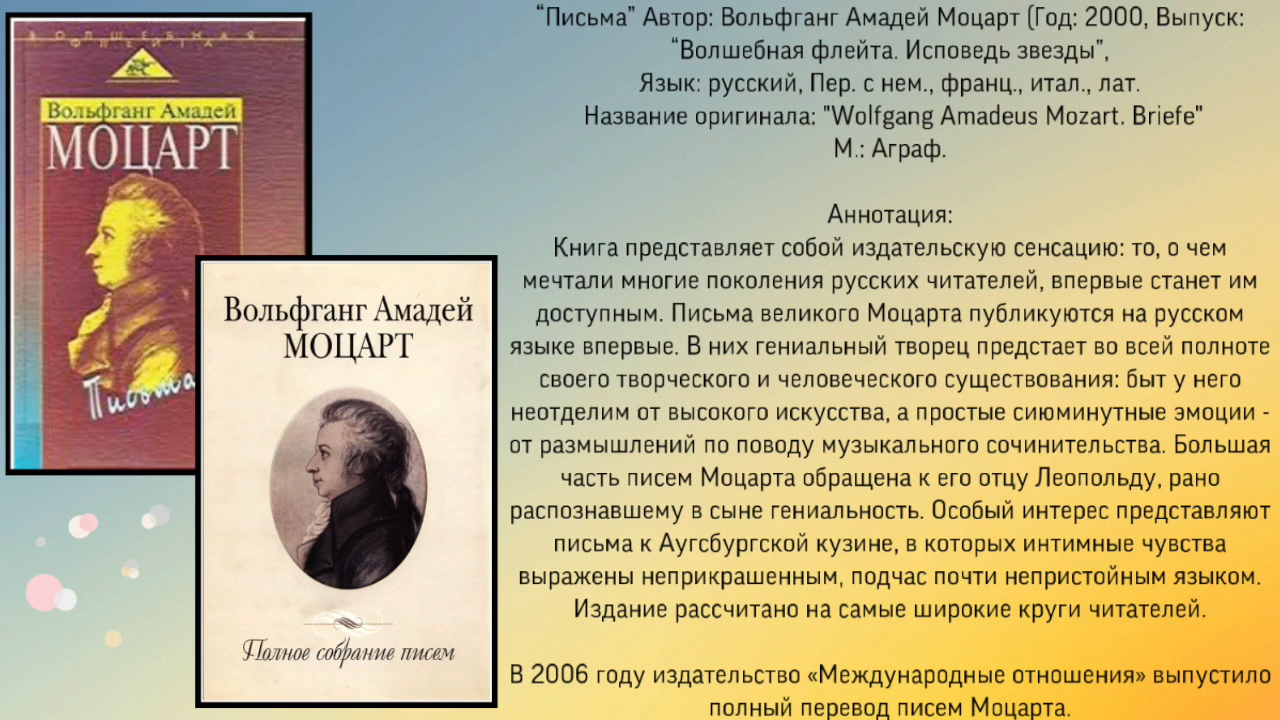 ВОЛШЕБНАЯ
ФЛЕЙТА
Вольфганг Амадей
МОЦАРТ
Письма
Вольфганг Амадей
МОЦАРТ
Полное собрание писем
“Письма” Автор: Вольфганг Амадей Моцарт (Год: 2000, Выпуск:
“Волшебная флейта. Исповедь звезды”,
Язык: русский, Пер. с нем., франц., итал., лат.
Название оригинала: "Wolfgang Amadeus Mozart. Briefe"
М.: Аграф.
Аннотация:
Книга представляет собой издательскую сенсацию: то, о чем
мечтали многие поколения русских читателей, впервые станет им
доступным. Письма великого Моцарта публикуются на русском
языке впервые. В них гениальный творец предстает во всей полноте
своего творческого и человеческого существования: быт у него
неотделим от высокого искусства, а простые сиюминутные эмоции -
от размышлений по поводу музыкального сочинительства. Большая
часть писем Моцарта обращена к его отцу Леопольду, рано
распознавшему в сыне гениальность. Особый интерес представляют
письма к Аугсбургской кузине, в которых интимные чувства
выражены неприкрашенным, подчас почти непристойным языком.
Издание рассчитано на самые широкие круги читателей.
В 2006 году издательство «Международные отношения» выпустило
полный перевод писем Моцарта.